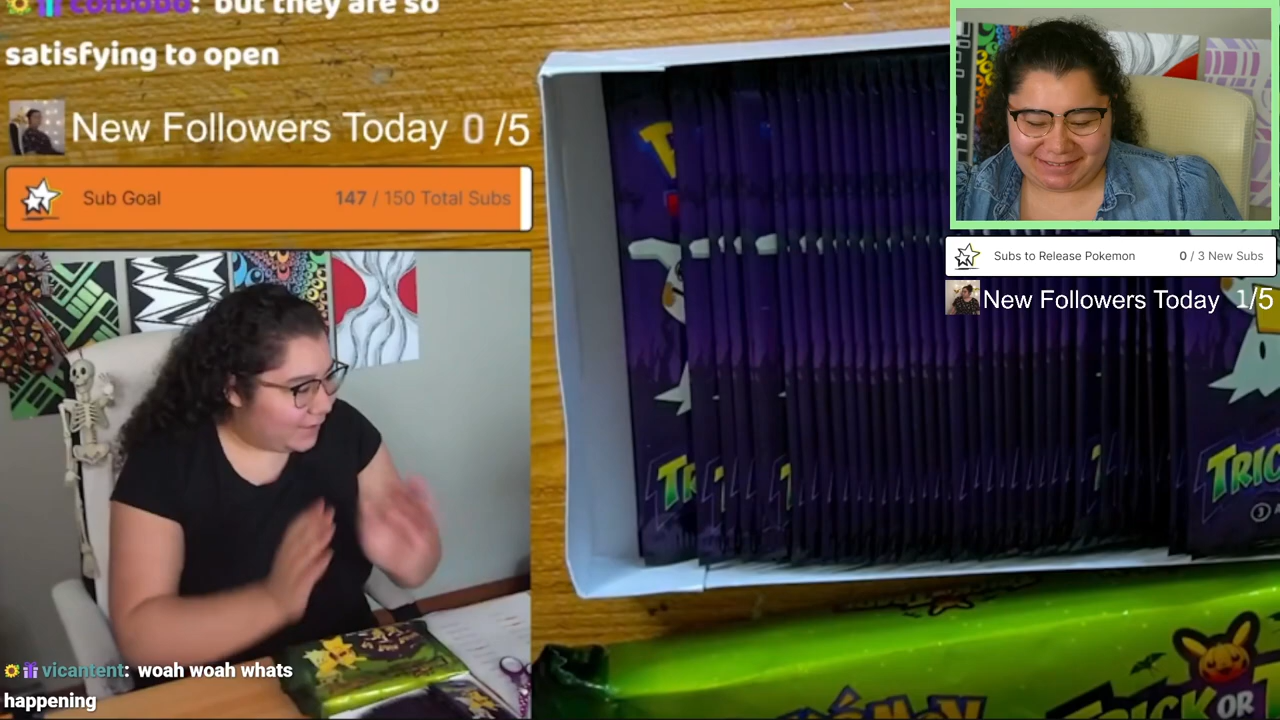 colbobo: but they are so
satisfying to open
New Followers Today 0 /5
Sub Goal 147 / 150 Total Subs
Subs to Release Pokemon 0 / 3 New Subs
New Followers Today 1/5
vicantent: woah woah whats
happening
TRICK OR